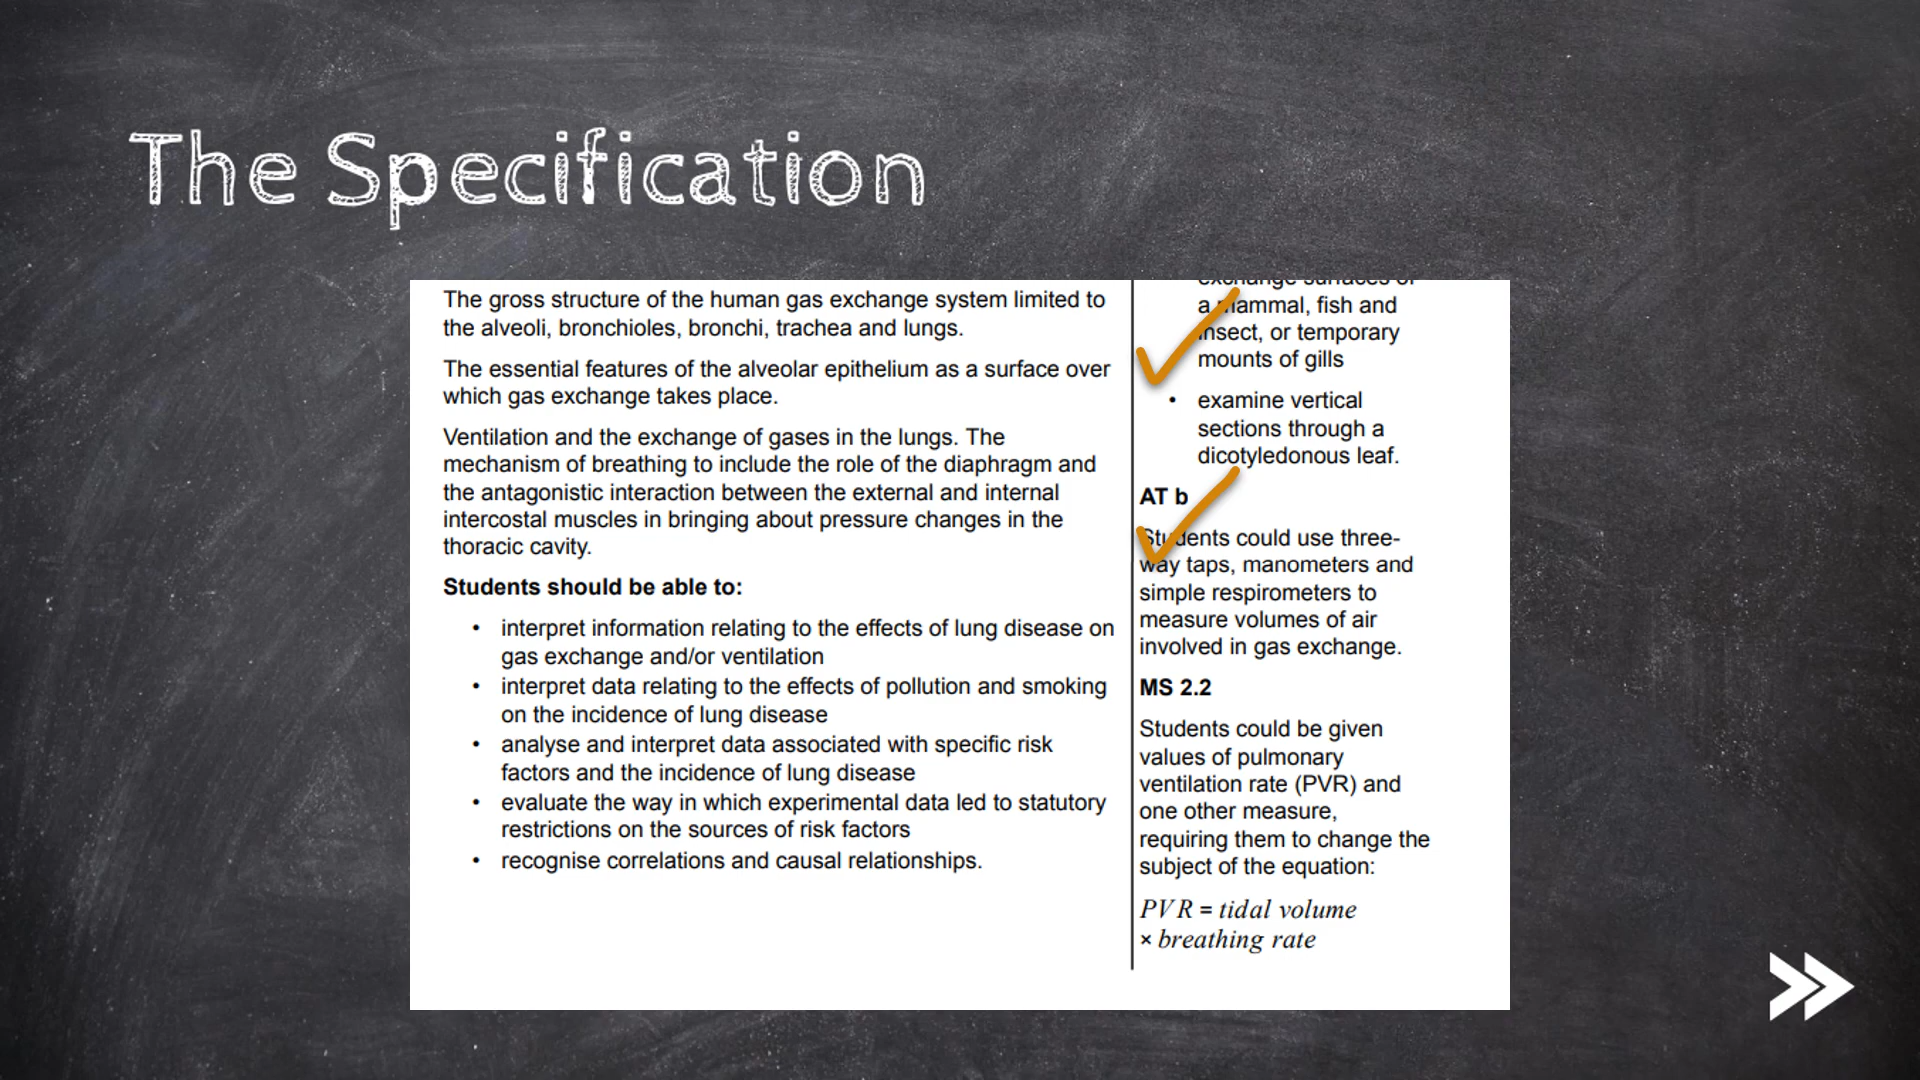 The Specification
The gross structure of the human gas exchange system limited to
the alveoli, bronchioles, bronchi, trachea and lungs.
The essential features of the alveolar epithelium as a surface over
which gas exchange takes place.
Ventilation and the exchange of gases in the lungs. The
mechanism of breathing to include the role of the diaphragm and
the antagonistic interaction between the external and internal
intercostal muscles in bringing about pressure changes in the
thoracic cavity.
Students should be able to:
• interpret information relating to the effects of lung disease on
gas exchange and/or ventilation
• interpret data relating to the effects of pollution and smoking
on the incidence of lung disease
• analyse and interpret data associated with specific risk
factors and the incidence of lung disease
• evaluate the way in which experimental data led to statutory
restrictions on the sources of risk factors
• recognise correlations and causal relationships.
exchange surfaces of
a mammal, fish and
insect, or temporary
mounts of gills
• examine vertical
sections through a
dicotyledonous leaf.
AT b
Students could use three-
way taps, manometers and
simple respirometers to
measure volumes of air
involved in gas exchange.
MS 2.2
Students could be given
values of pulmonary
ventilation rate (PVR) and
one other measure,
requiring them to change the
subject of the equation:
PVR = tidal volume
× breathing rate